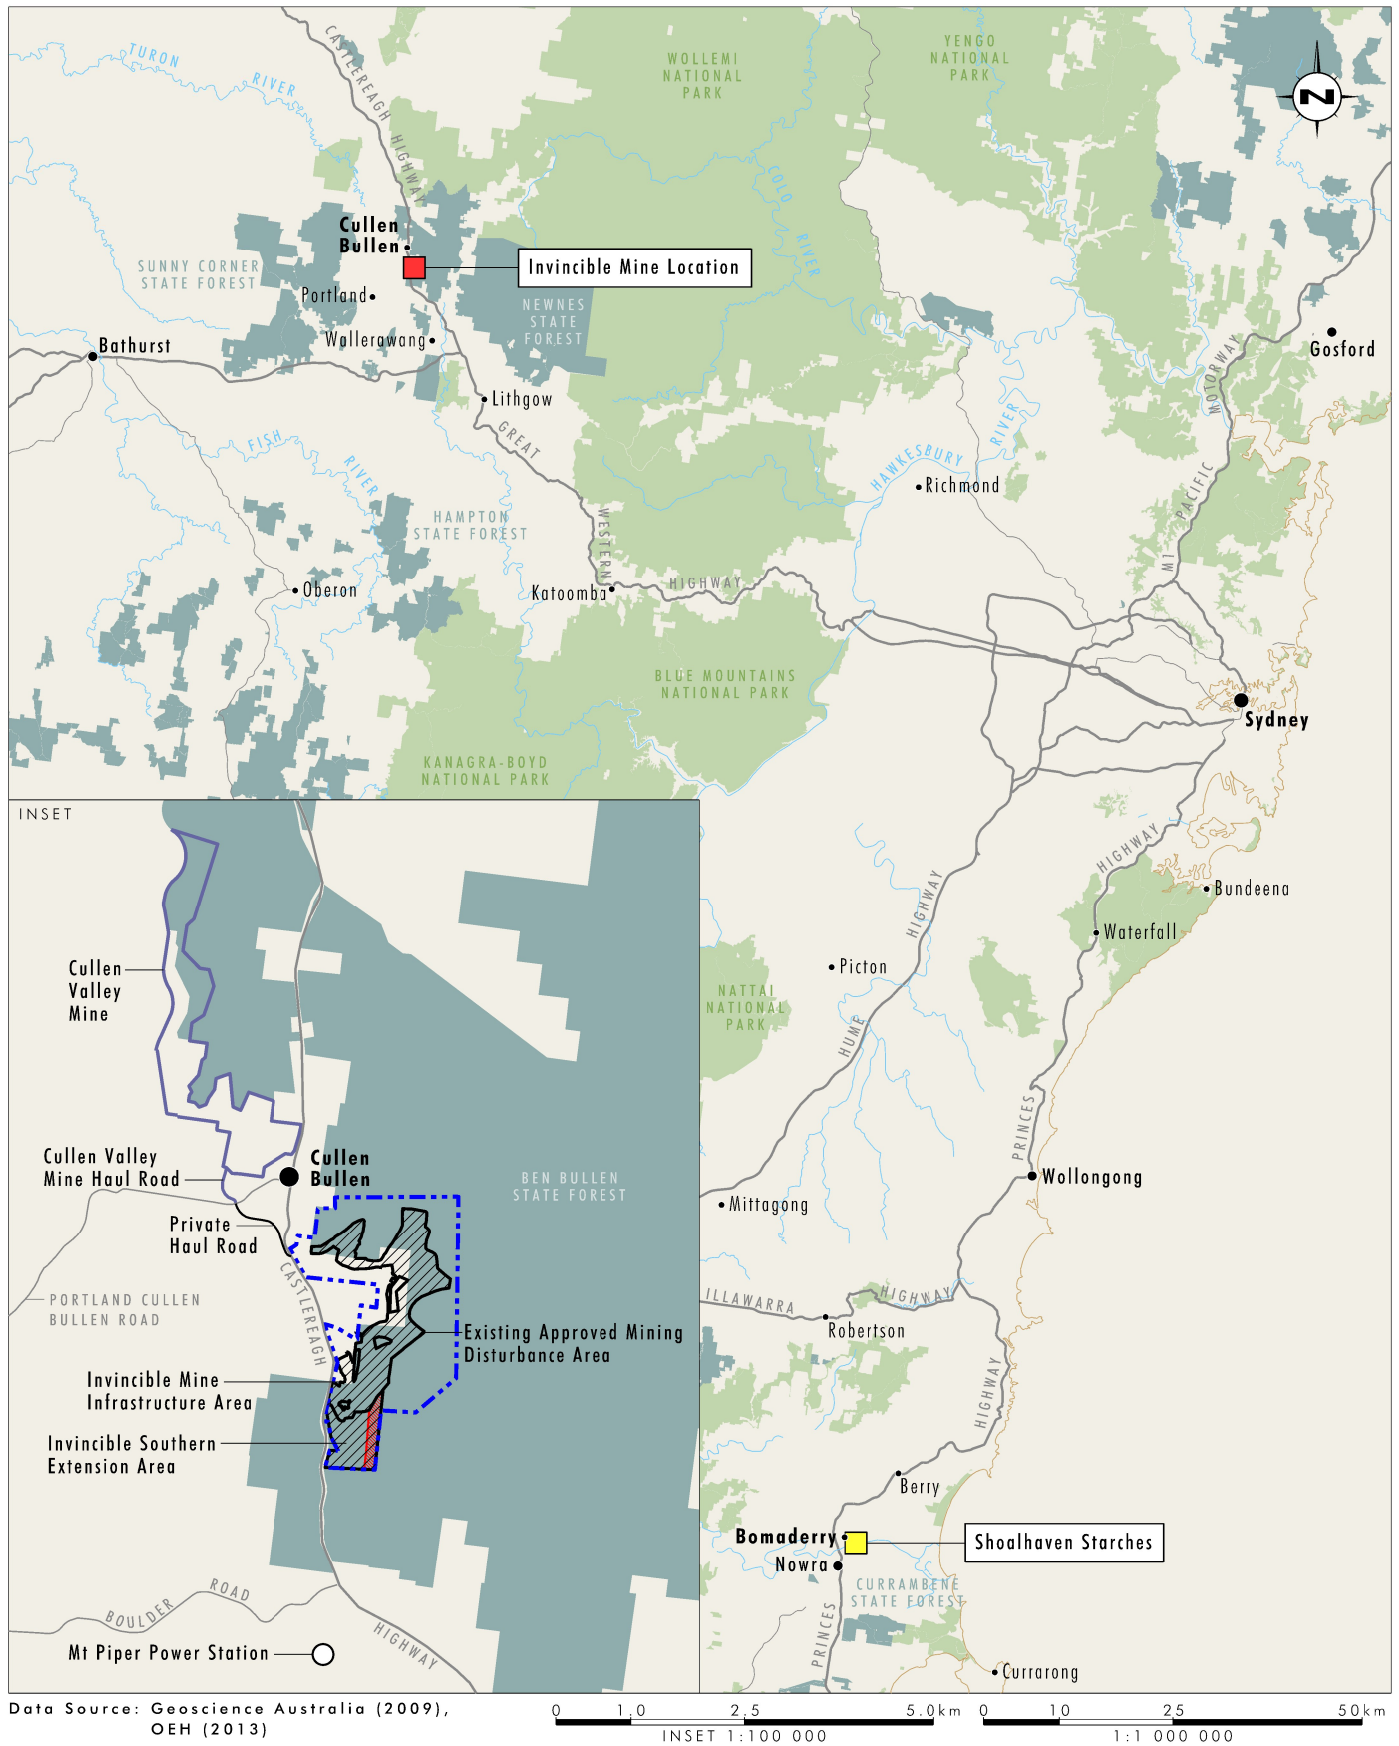 TURON
RIVER
CASTLEREAGH HIGHWAY
WOLLEMI
NATIONAL
PARK
YENGO
NATIONAL
PARK
N
COLO
RIVER
Cullen
Bullen
Invincible Mine Location
SUNNY CORNER
STATE FOREST
Portland
NEWNES
STATE
FOREST
Wallerawang
Bathurst
Gosford
MOTORWAY
Lithgow
GREAT
FISH
RIVER
HAWKESBURY
RIVER
Richmond
PACIFIC
M1
HAMPTON
STATE FOREST
WESTERN
HIGHWAY
Oberon
Katoomba
BLUE MOUNTAINS
NATIONAL PARK
Sydney
KANAGRA-BOYD
NATIONAL PARK
INSET
HIGHWAY
Bundeena
HIGHWAY
Waterfall
Cullen
Valley
Mine
Picton
NATTAI
NATIONAL
PARK
HUME
PRINCES
Cullen Valley
Mine Haul Road
Cullen
Bullen
BEN BULLEN
STATE FOREST
Wollongong
Mittagong
Private
Haul Road
CASTLEREAGH
PORTLAND CULLEN
BULLEN ROAD
ILLAWARRA
HIGHWAY
Robertson
Existing Approved Mining
Disturbance Area
Invincible Mine
Infrastructure Area
HIGHWAY
Invincible Southern
Extension Area
Berry
Bomaderry
Shoalhaven Starches
Nowra
CURRAMBENE
STATE FOREST
BOULDER
ROAD
HIGHWAY
PRINCES
Mt Piper Power Station
Currarong
Data Source: Geoscience Australia (2009),
OEH (2013)
0 1.0 2.5 5.0km
INSET 1:100 000
0 10 25 50km
1:1 000 000